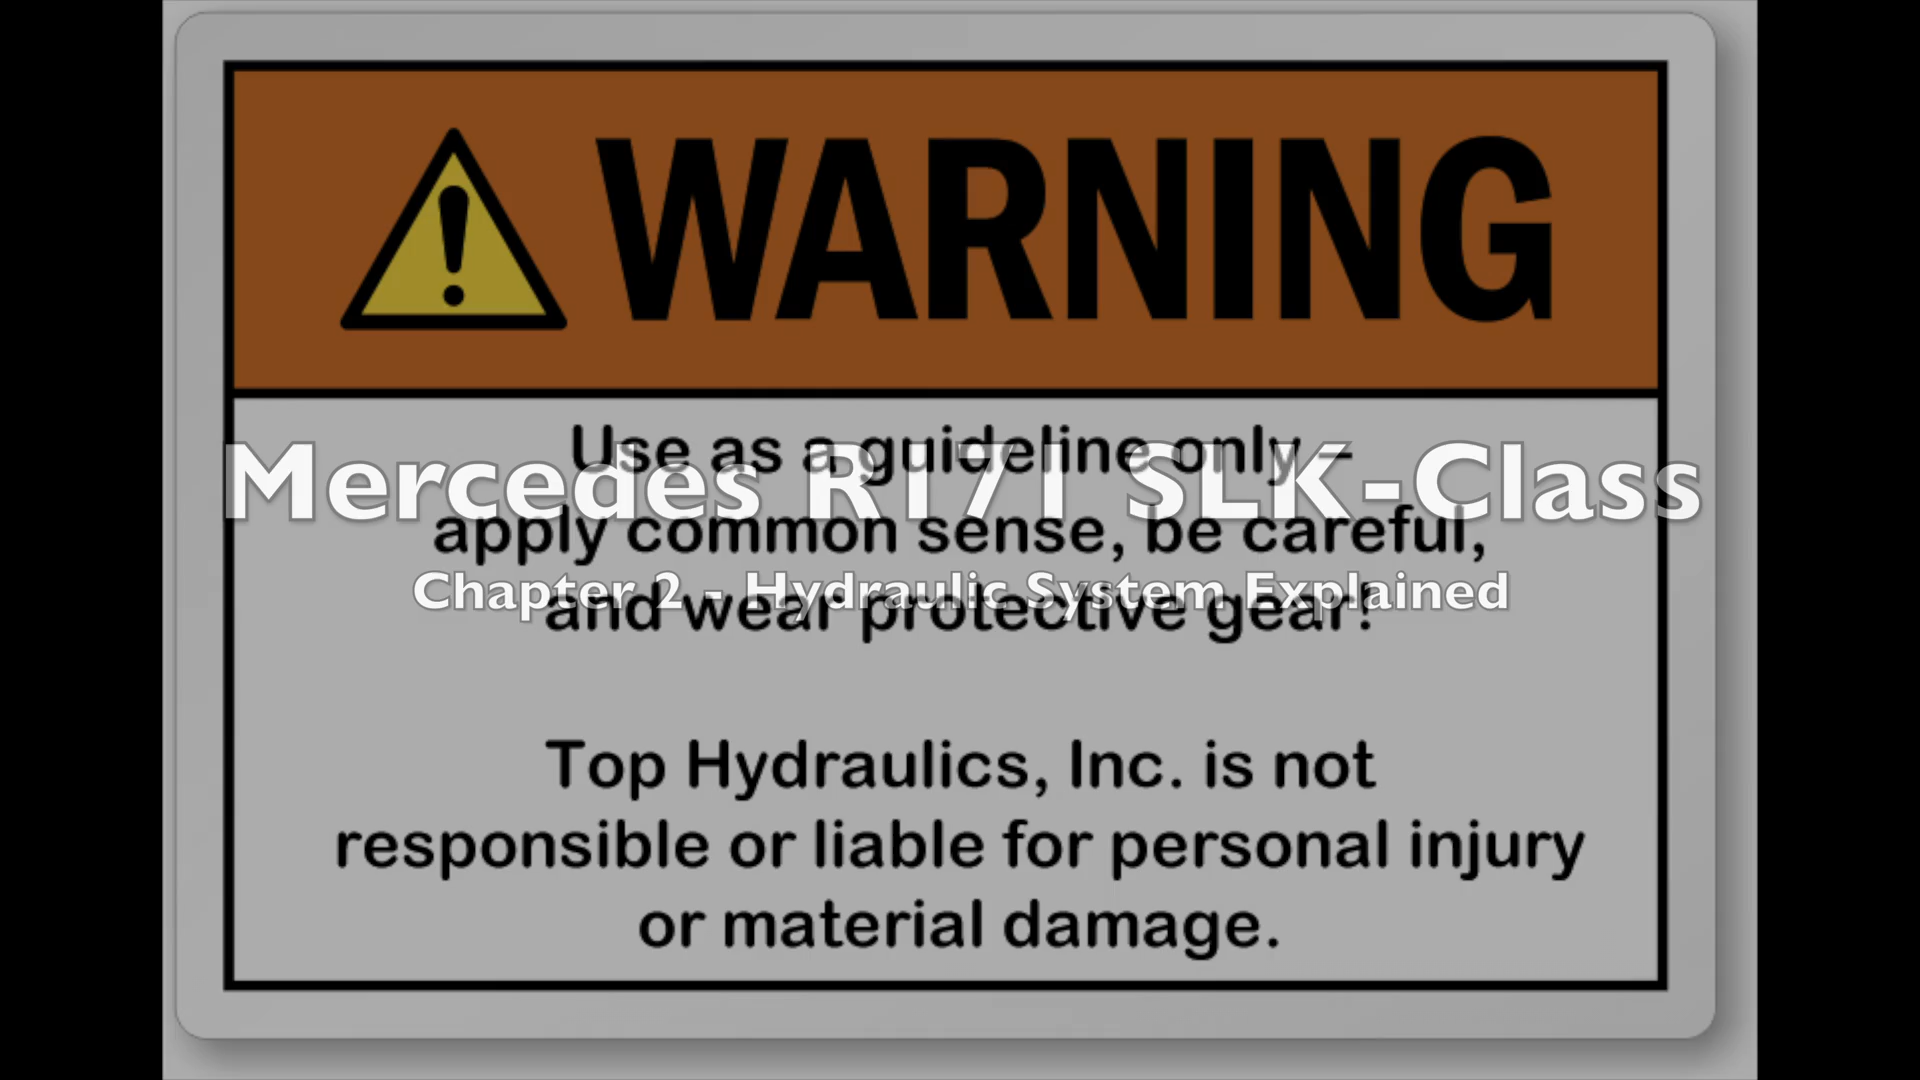 WARNING
Use as a guideline only –
Mercedes R171 SLK-Class
apply common sense, be careful,
Chapter 2 - Hydraulic System Explained
and wear protective gear!
Top Hydraulics, Inc. is not
responsible or liable for personal injury
or material damage.